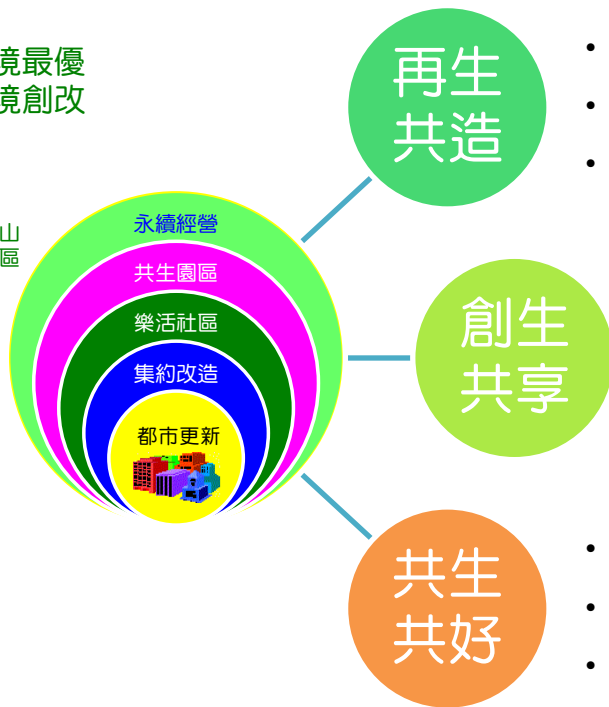 境最優
境創改
山
區
永續經營
共生園區
樂活社區
集約改造
都市更新
再生
共造
創生
共享
共生
共好